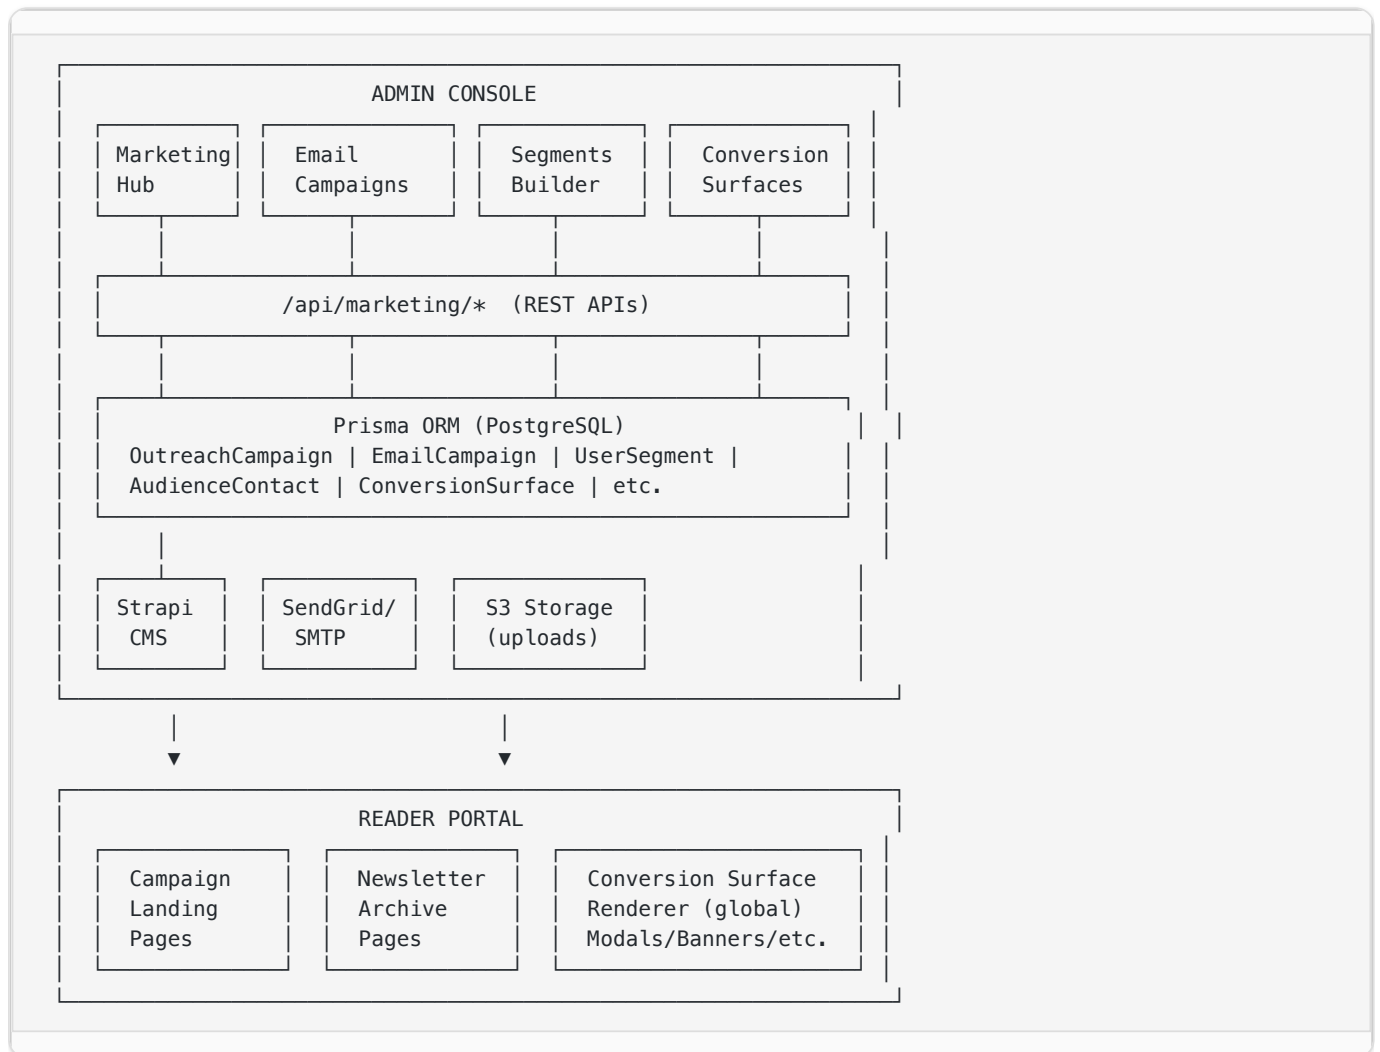 ADMIN CONSOLE
Marketing Email Segments Conversion
Hub Campaigns Builder Surfaces
/api/marketing/* (REST APIs)
Prisma ORM (PostgreSQL)
OutreachCampaign | EmailCampaign | UserSegment |
AudienceContact | ConversionSurface | etc.
Strapi SendGrid/ S3 Storage
CMS SMTP (uploads)
READER PORTAL
Campaign Newsletter Conversion Surface
Landing Archive Renderer (global)
Pages Pages Modals/Banners/etc.